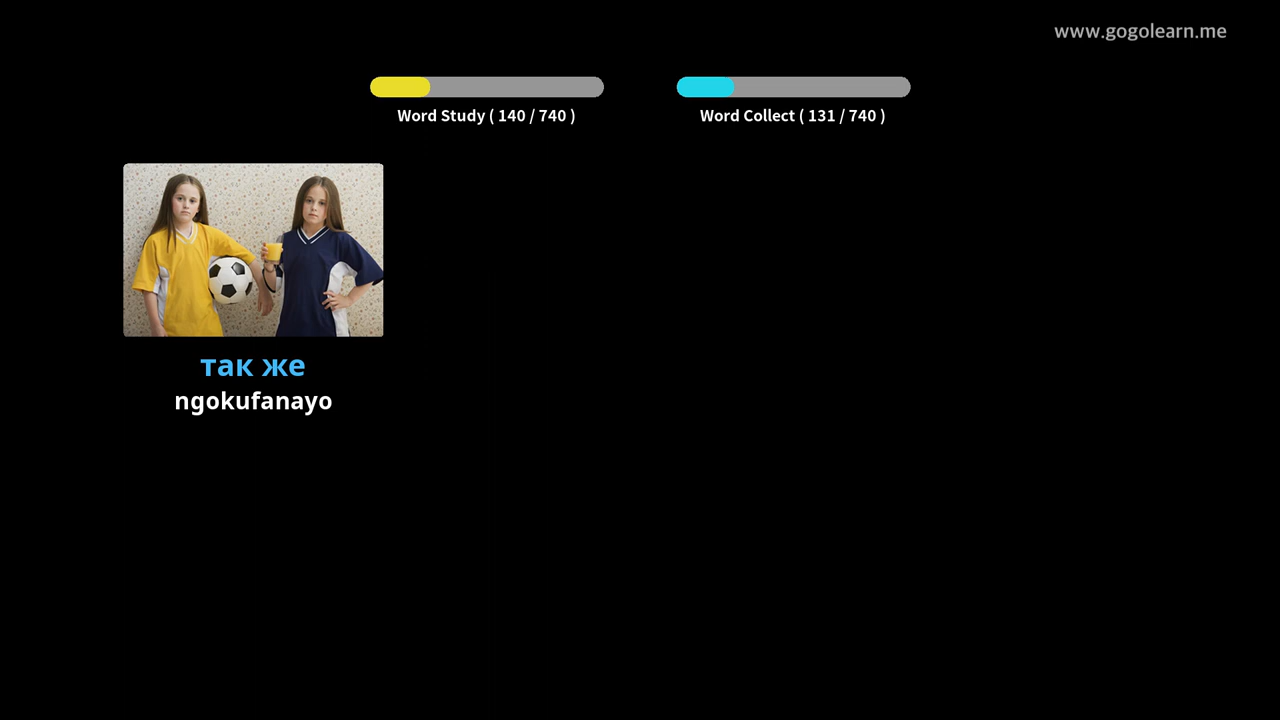 www.gogolearn.me
Word Study ( 140 / 740 )
Word Collect ( 131 / 740 )
так же
ngokufanayo